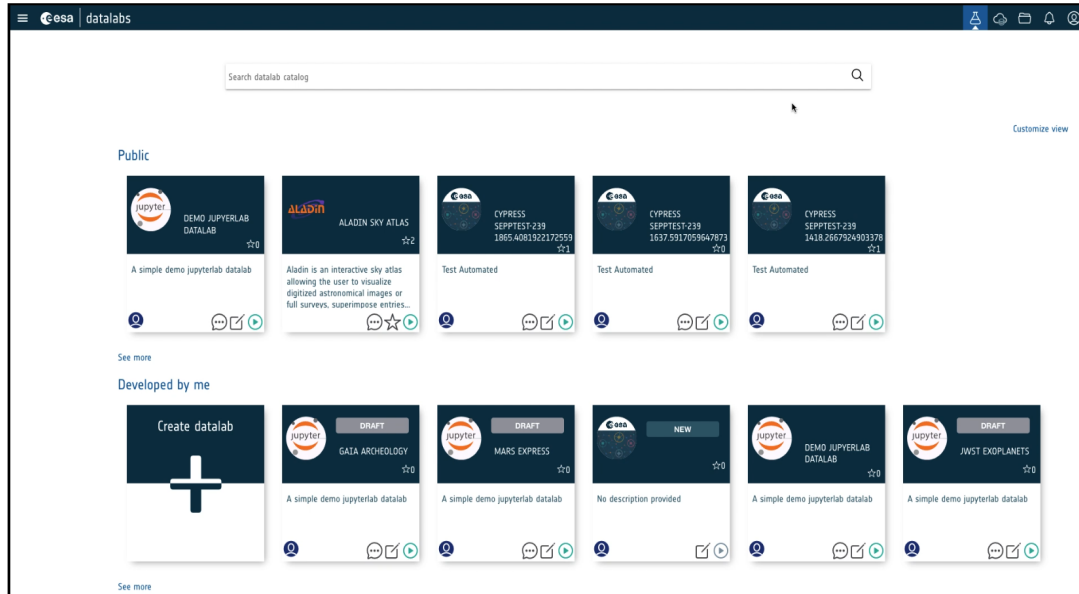 esa datalabs
Search datalab catalog
Customize view
Public
jupyter
DEMO JUPYERLAB
DATALAB
0
A simple demo jupyterlab datalab
ALADIN
ALADIN SKY ATLAS
2
Aladin is an interactive sky atlas
allowing the user to visualize
digitized astronomical images or
full surveys, superimpose entries...
esa
CYPRESS
SEPPTEST-239
1865.4081922172559
1
Test Automated
esa
CYPRESS
SEPPTEST-239
1637.5917059647873
0
Test Automated
esa
CYPRESS
SEPPTEST-239
1418.2667924903378
1
Test Automated
See more
Developed by me
Create datalab
jupyter
DRAFT
GAIA ARCHEOLOGY
0
A simple demo jupyterlab datalab
jupyter
DRAFT
MARS EXPRESS
0
A simple demo jupyterlab datalab
esa
NEW
0
No description provided
jupyter
DEMO JUPYERLAB
DATALAB
0
A simple demo jupyterlab datalab
jupyter
DRAFT
JWST EXOPLANETS
0
A simple demo jupyterlab datalab
See more